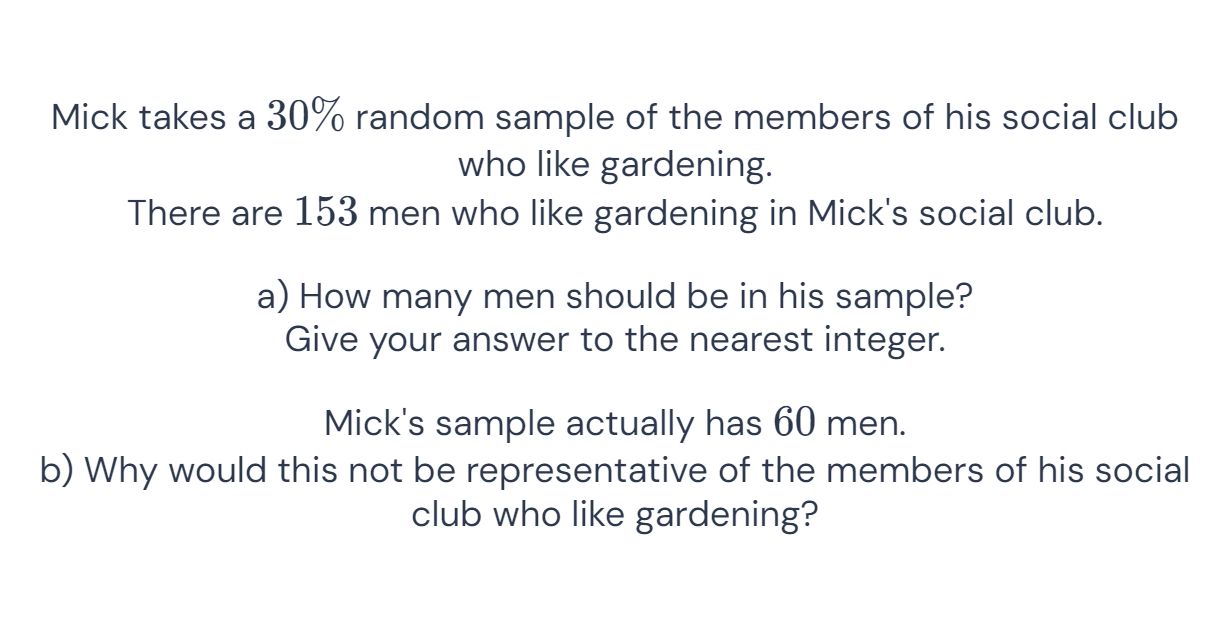 Mick takes a 30% random sample of the members of his social club
who like gardening.
There are 153 men who like gardening in Mick's social club.
a) How many men should be in his sample?
Give your answer to the nearest integer.
Mick's sample actually has 60 men.
b) Why would this not be representative of the members of his social
club who like gardening?